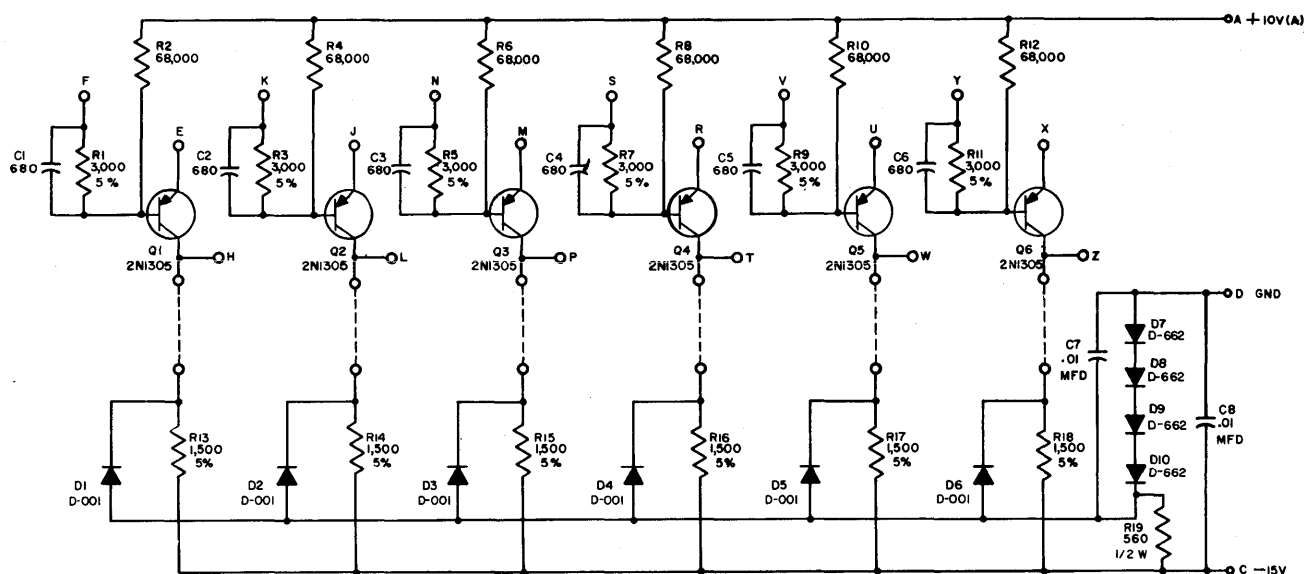 A +10V(A)
R2
68,000
R4
68,000
R6
68,000
R8
68,000
R10
68,000
R12
68,000
F
K
N
S
V
Y
E
J
M
R
U
X
C1
680
R1
3,000
5%
C2
680
R3
3,000
5%
C3
680
R5
3,000
5%
C4
680
R7
3,000
5%
C5
680
R9
3,000
5%
C6
680
R11
3,000
5%
Q1
2N1305
H
Q2
2N1305
L
Q3
2N1305
P
Q4
2N1305
T
Q5
2N1305
W
Q6
2N1305
Z
D GND
C7
.01
MFD
D7
D-662
D8
D-662
D9
D-662
D10
D-662
C8
.01
MFD
R13
1,500
5%
R14
1,500
5%
R15
1,500
5%
R16
1,500
5%
R17
1,500
5%
R18
1,500
5%
D1
D-001
D2
D-001
D3
D-001
D4
D-001
D5
D-001
D6
D-001
R19
560
1/2 W
C -15V